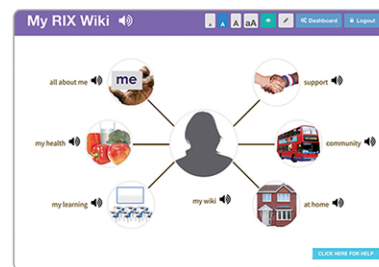 My RIX Wiki
A A aA Dashboard Logout
all about me
me
support
my health
community
my learning
my wiki
at home
CLICK HERE FOR HELP